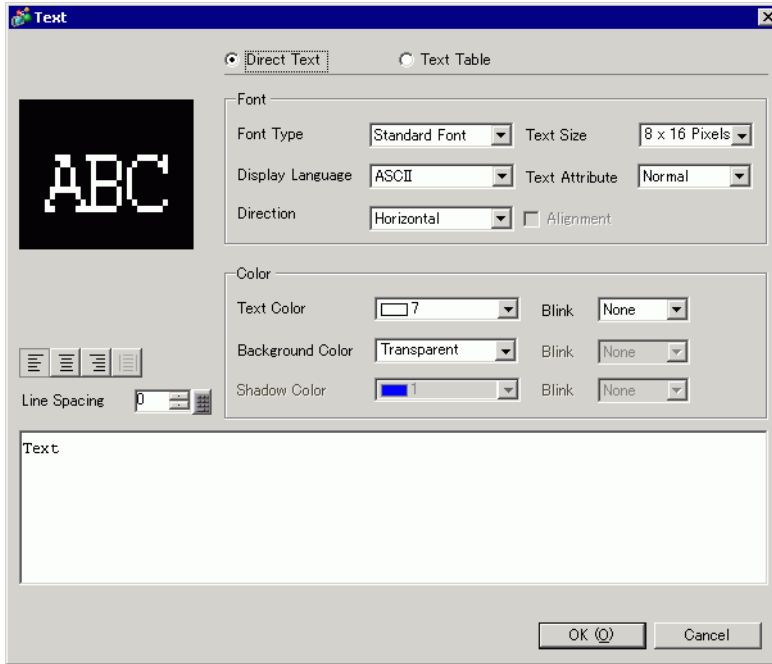 Text
Direct Text Text Table
ABC
Font
Font Type Standard Font Text Size 8 x 16 Pixels
Display Language ASCII Text Attribute Normal
Direction Horizontal Alignment
Color
Text Color 7 Blink None
Background Color Transparent Blink None
Shadow Color 1 Blink None
Line Spacing 0
Text
OK (O) Cancel